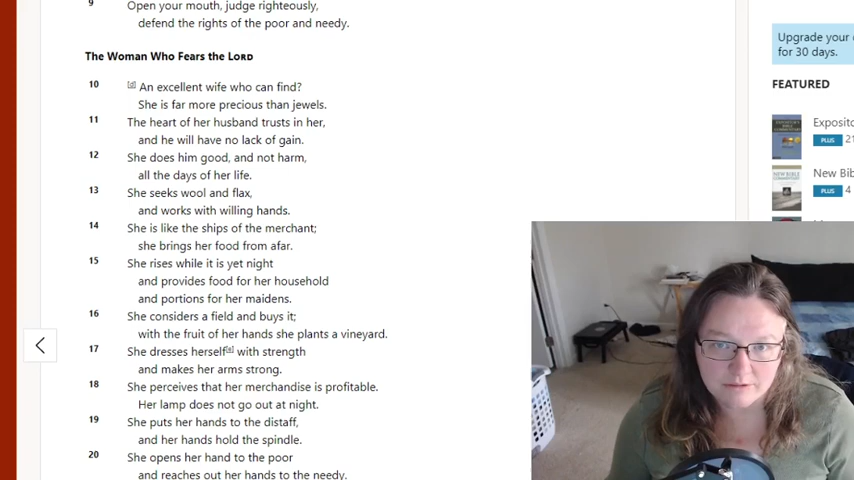 9 Open your mouth, judge righteously,
defend the rights of the poor and needy.
The Woman Who Fears the LORD
10 [d] An excellent wife who can find?
She is far more precious than jewels.
11 The heart of her husband trusts in her,
and he will have no lack of gain.
12 She does him good, and not harm,
all the days of her life.
13 She seeks wool and flax,
and works with willing hands.
14 She is like the ships of the merchant;
she brings her food from afar.
15 She rises while it is yet night
and provides food for her household
and portions for her maidens.
16 She considers a field and buys it;
with the fruit of her hands she plants a vineyard.
17 She dresses herself[e] with strength
and makes her arms strong.
18 She perceives that her merchandise is profitable.
Her lamp does not go out at night.
19 She puts her hands to the distaff,
and her hands hold the spindle.
20 She opens her hand to the poor
and reaches out her hands to the needy.
Upgrade your
for 30 days.
FEATURED
Exposito
PLUS 21
New Bib
PLUS 4